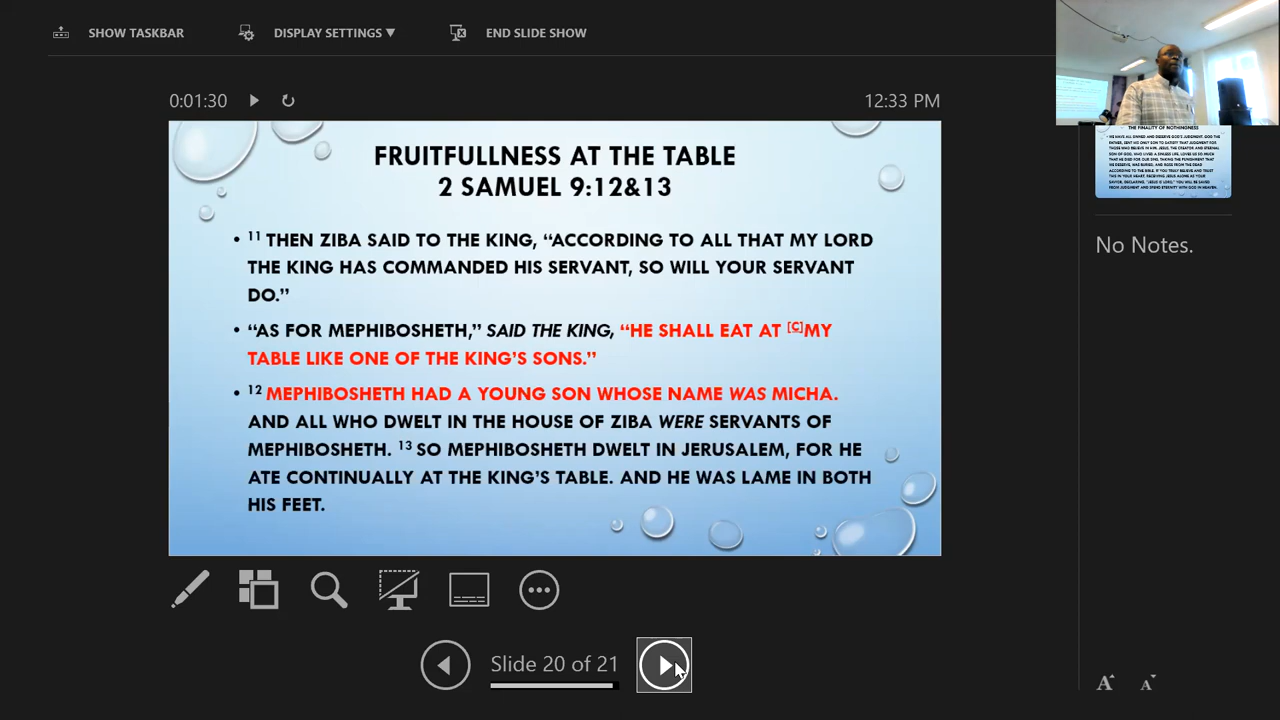 SHOW TASKBAR
DISPLAY SETTINGS ▼
END SLIDE SHOW
0:01:30
12:33 PM
FRUITFULLNESS AT THE TABLE
2 SAMUEL 9:12&13
• 11 THEN ZIBA SAID TO THE KING, “ACCORDING TO ALL THAT MY LORD
THE KING HAS COMMANDED HIS SERVANT, SO WILL YOUR SERVANT
DO.”
• “AS FOR MEPHIBOSHETH,” SAID THE KING, “HE SHALL EAT AT [C]MY
TABLE LIKE ONE OF THE KING’S SONS.”
• 12 MEPHIBOSHETH HAD A YOUNG SON WHOSE NAME WAS MICHA.
AND ALL WHO DWELT IN THE HOUSE OF ZIBA WERE SERVANTS OF
MEPHIBOSHETH. 13 SO MEPHIBOSHETH DWELT IN JERUSALEM, FOR HE
ATE CONTINUALLY AT THE KING’S TABLE. AND HE WAS LAME IN BOTH
HIS FEET.
Slide 20 of 21
THE FINALITY OF NOTHINGNESS
No Notes.
A A